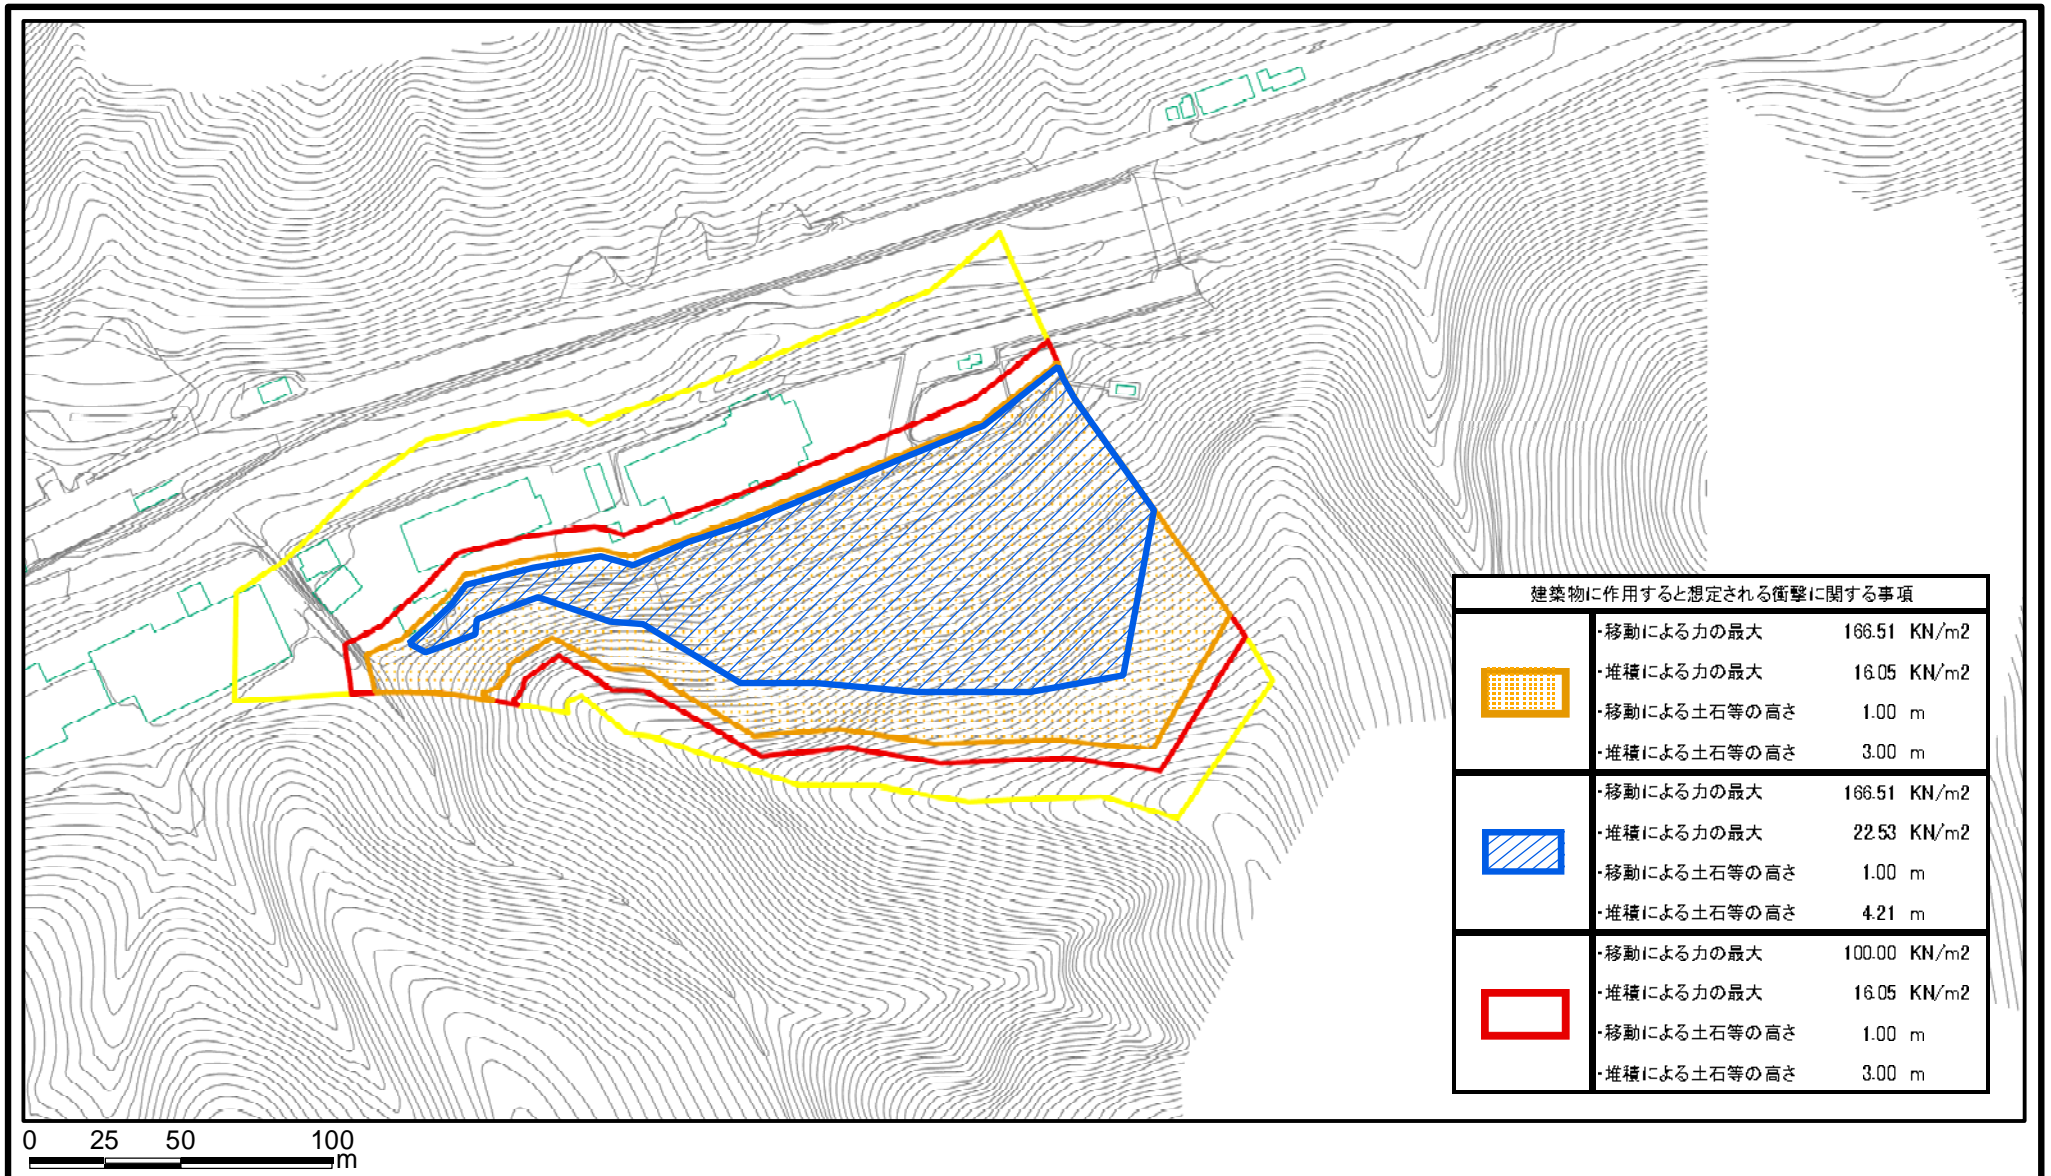 建築物に作用すると想定される衝撃に関する事項
・移動による力の最大 166.51 KN/m2
・堆積による力の最大 16.05 KN/m2
・移動による土石等の高さ 1.00 m
・堆積による土石等の高さ 3.00 m
・移動による力の最大 166.51 KN/m2
・堆積による力の最大 22.53 KN/m2
・移動による土石等の高さ 1.00 m
・堆積による土石等の高さ 4.21 m
・移動による力の最大 100.00 KN/m2
・堆積による力の最大 16.05 KN/m2
・移動による土石等の高さ 1.00 m
・堆積による土石等の高さ 3.00 m
0 25 50 100
m